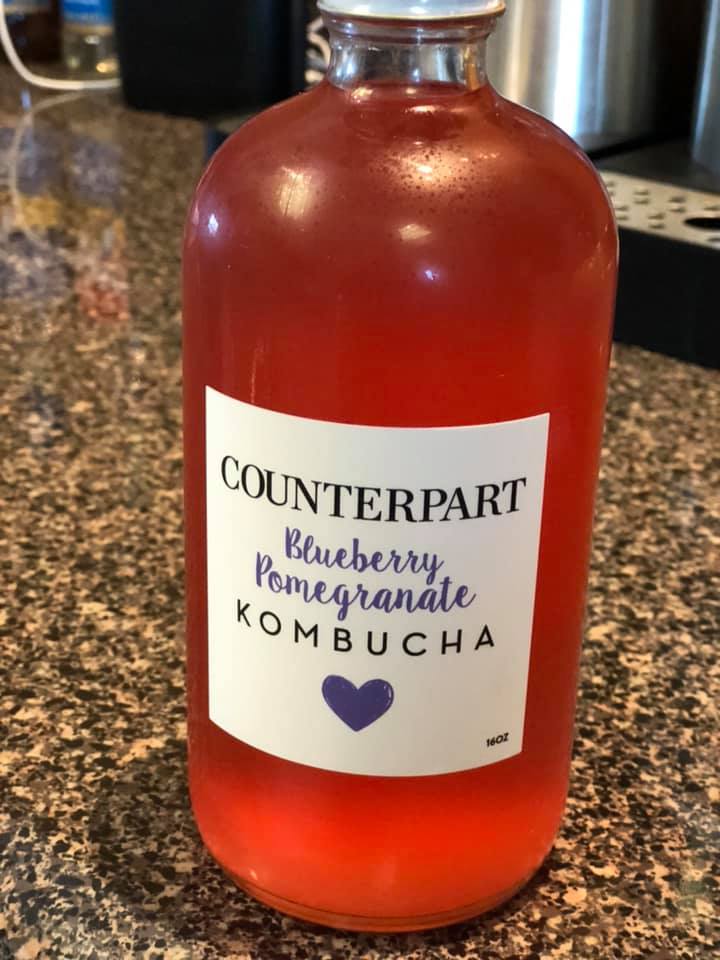 COUNTERPART
Blueberry
Pomegranate
KOMBUCHA
16OZ